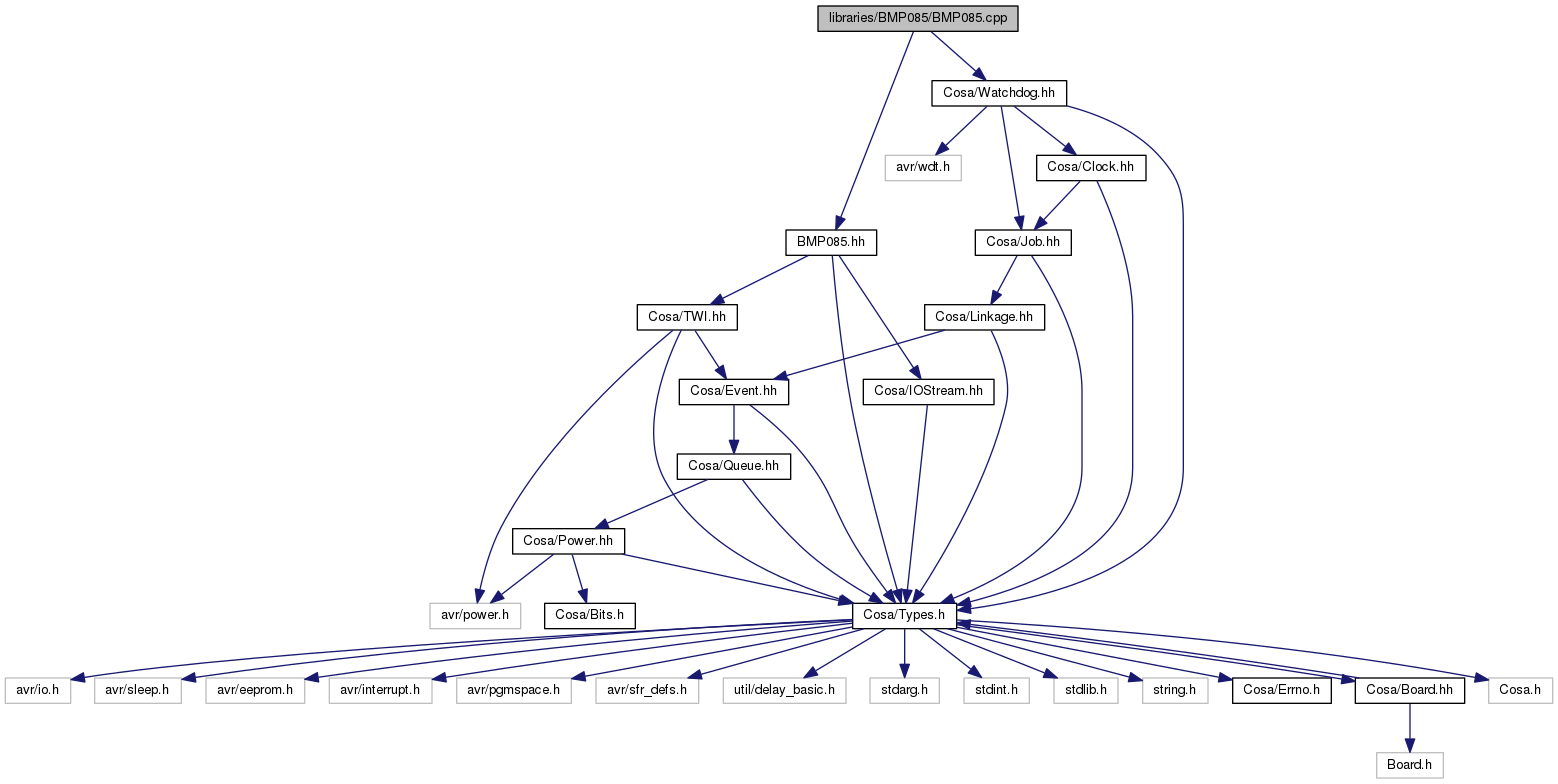 libraries/BMP085/BMP085.cpp
Cosa/Watchdog.hh
avr/wdt.h
Cosa/Clock.hh
BMP085.hh
Cosa/Job.hh
Cosa/TWI.hh
Cosa/Linkage.hh
Cosa/Event.hh
Cosa/IOStream.hh
Cosa/Queue.hh
Cosa/Power.hh
avr/power.h
Cosa/Bits.h
Cosa/Types.h
avr/io.h
avr/sleep.h
avr/eeprom.h
avr/interrupt.h
avr/pgmspace.h
avr/sfr_defs.h
util/delay_basic.h
stdarg.h
stdint.h
stdlib.h
string.h
Cosa/Errno.h
Cosa/Board.hh
Cosa.h
Board.h